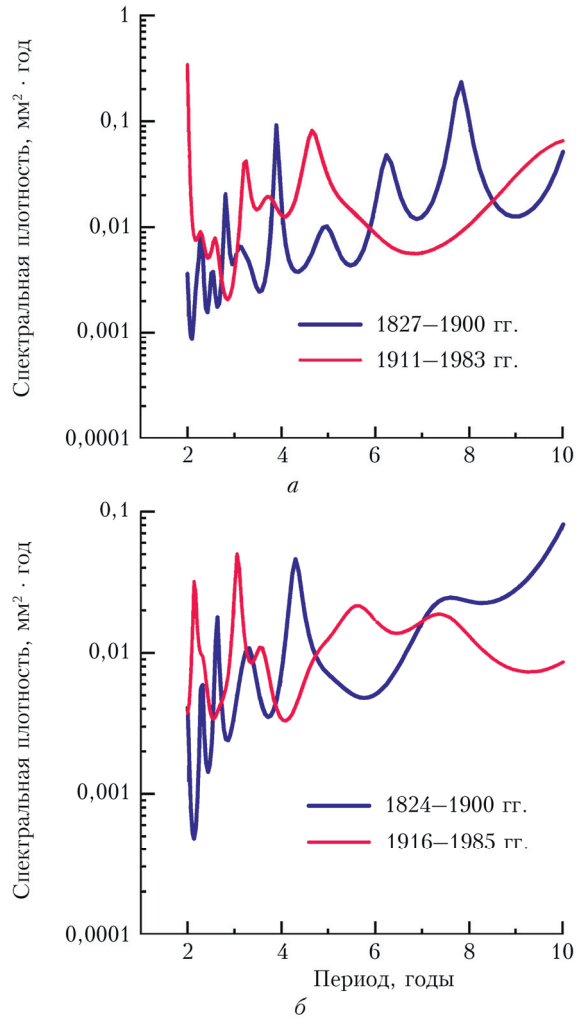 Спектральная плотность, мм² · год
1
0,1
0,01
0,001
0,0001
2 4 6 8 10
1827—1900 гг.
1911—1983 гг.
а
Спектральная плотность, мм² · год
0,1
0,01
0,001
0,0001
2 4 6 8 10
1824—1900 гг.
1916—1985 гг.
Период, годы
б